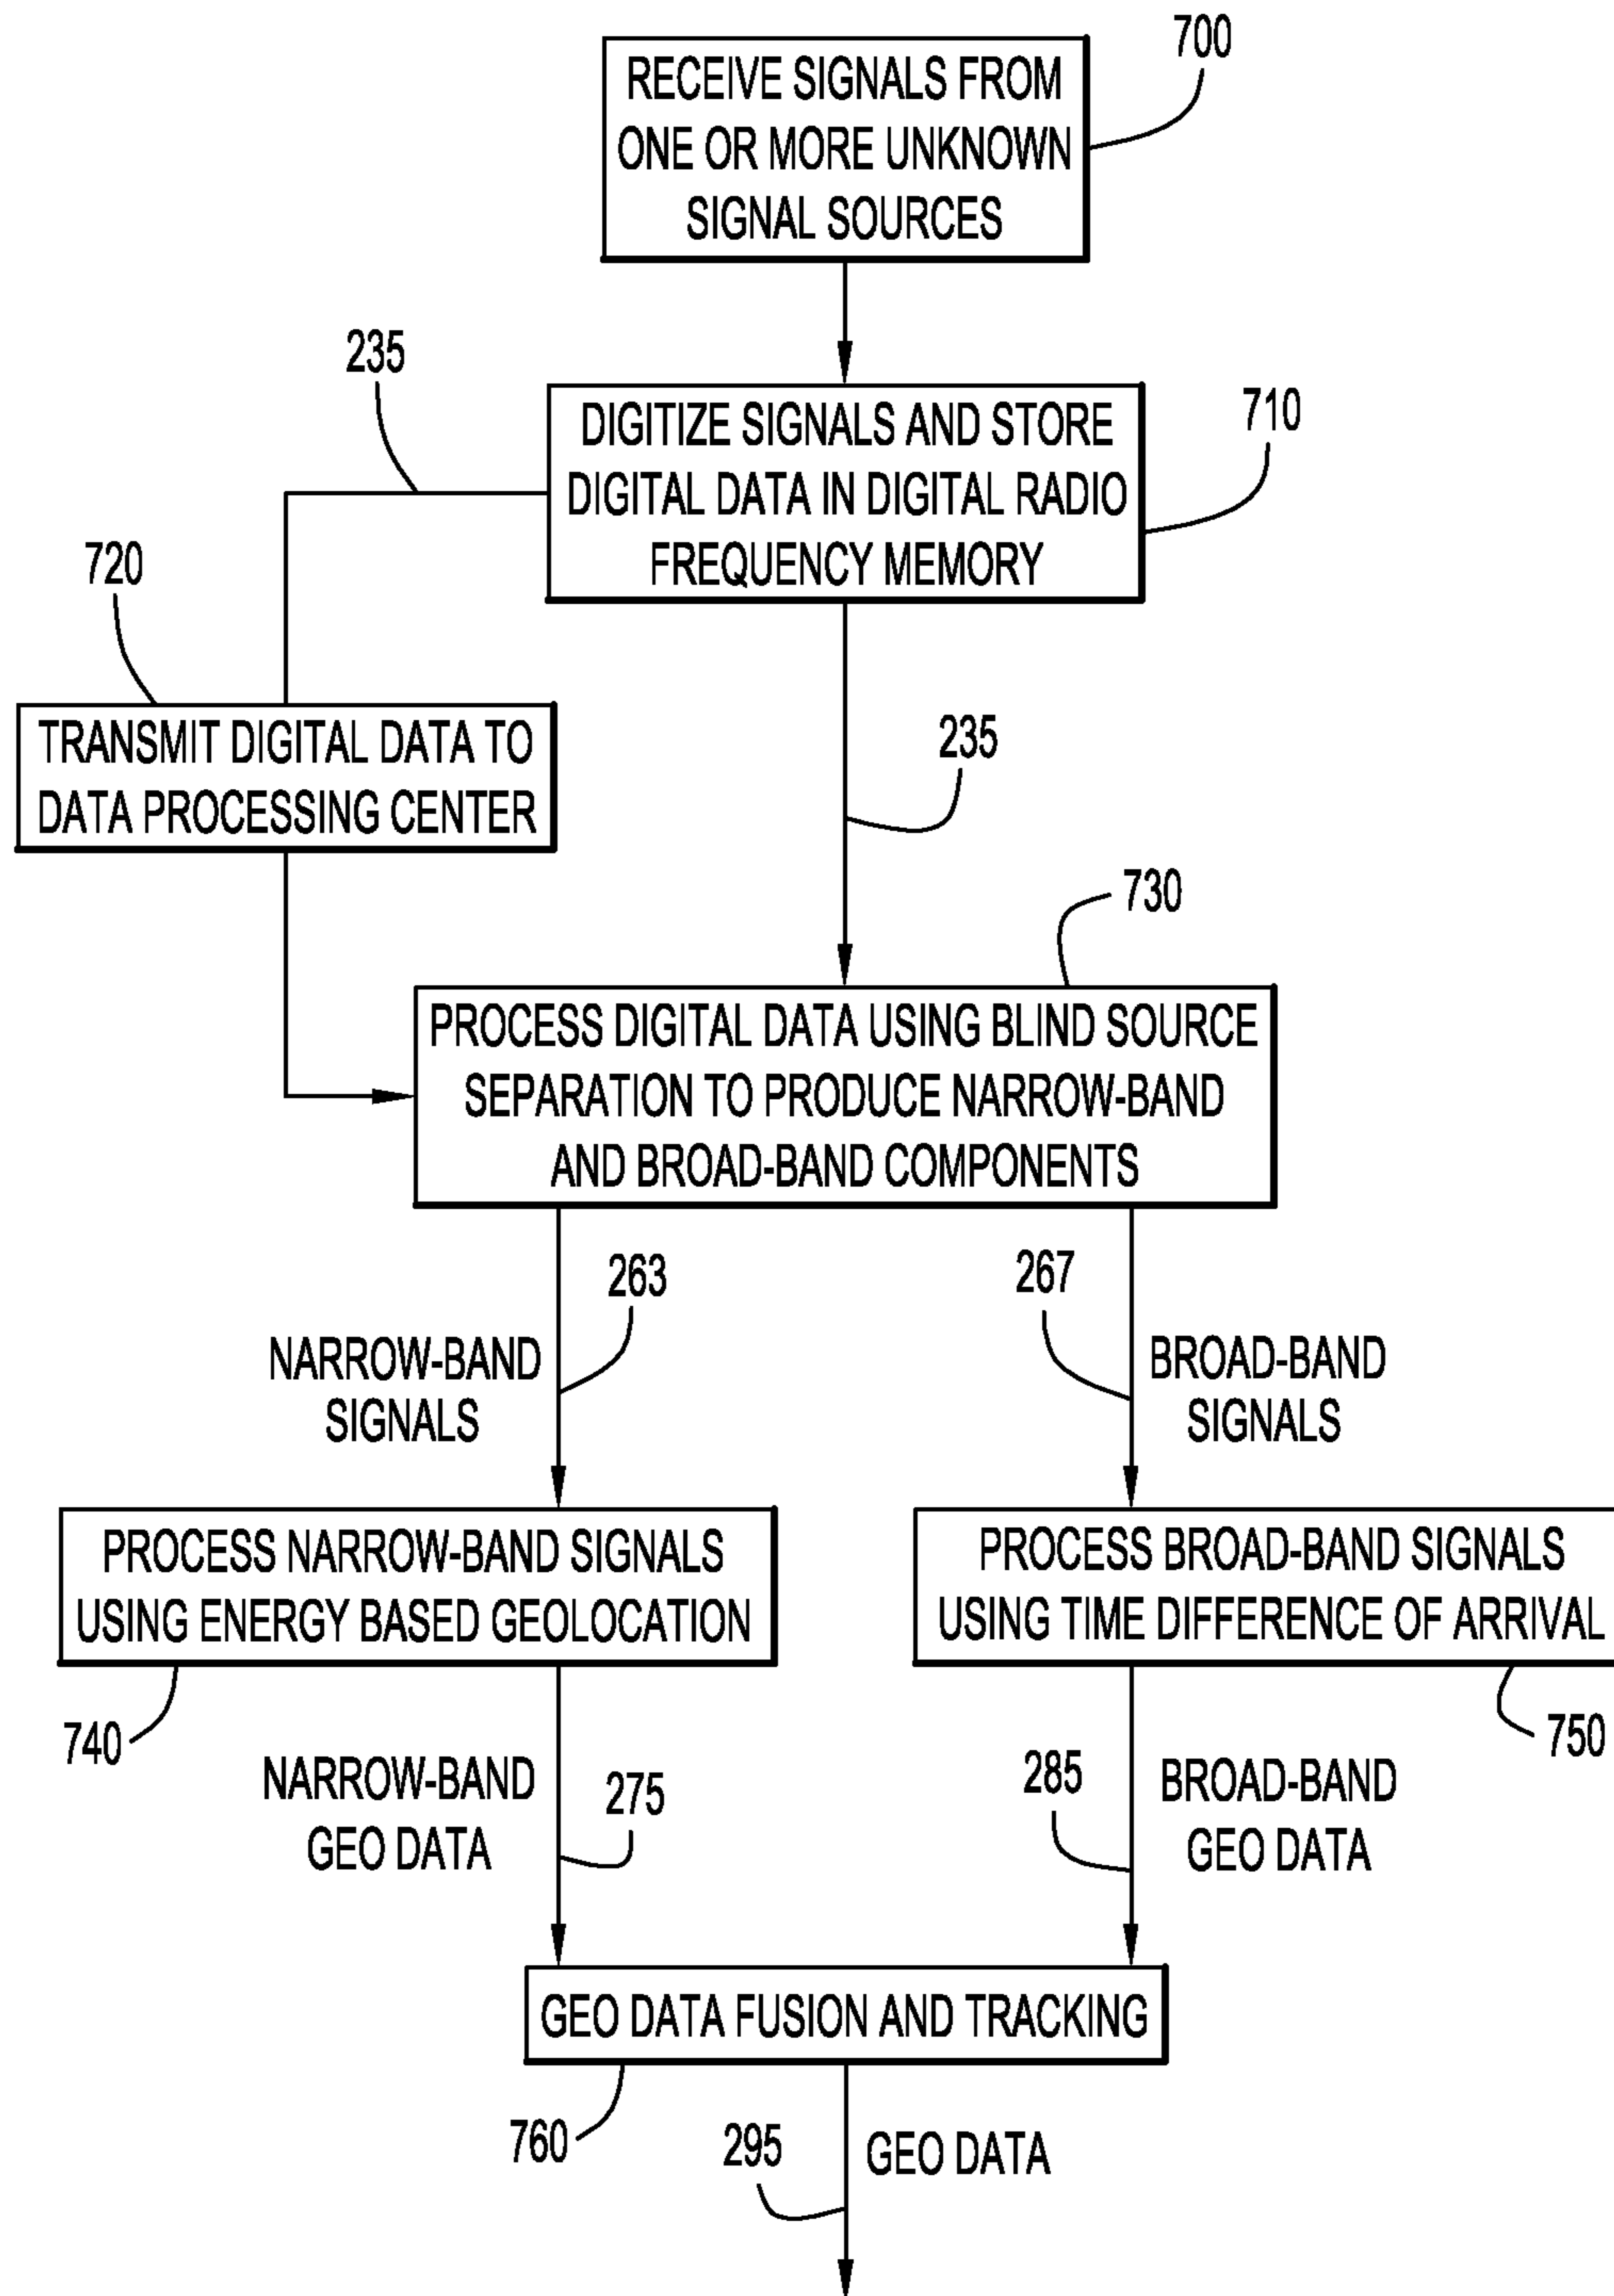 700
RECEIVE SIGNALS FROM
ONE OR MORE UNKNOWN
SIGNAL SOURCES
235
710
DIGITIZE SIGNALS AND STORE
DIGITAL DATA IN DIGITAL RADIO
FREQUENCY MEMORY
720
TRANSMIT DIGITAL DATA TO
DATA PROCESSING CENTER
235
730
PROCESS DIGITAL DATA USING BLIND SOURCE
SEPARATION TO PRODUCE NARROW-BAND
AND BROAD-BAND COMPONENTS
263
267
NARROW-BAND
SIGNALS
BROAD-BAND
SIGNALS
PROCESS NARROW-BAND SIGNALS
USING ENERGY BASED GEOLOCATION
PROCESS BROAD-BAND SIGNALS
USING TIME DIFFERENCE OF ARRIVAL
740
750
NARROW-BAND
GEO DATA
275
285
BROAD-BAND
GEO DATA
GEO DATA FUSION AND TRACKING
760
295
GEO DATA